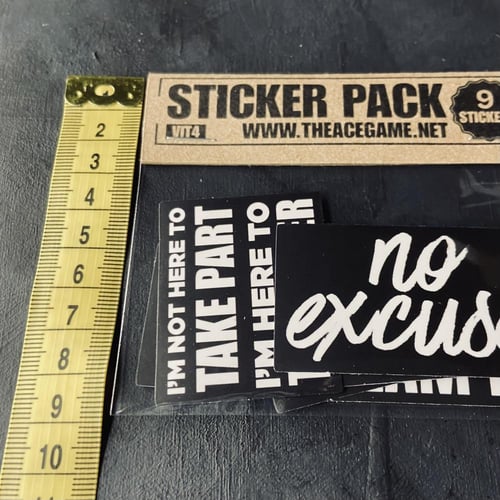 STICKER PACK
9
STICKE
VIT4
WWW.THEACEGAME.NET
2
3
4
5
6
7
8
9
10
I'M NOT HERE TO
TAKE PART
I'M HERE TO
no
excus